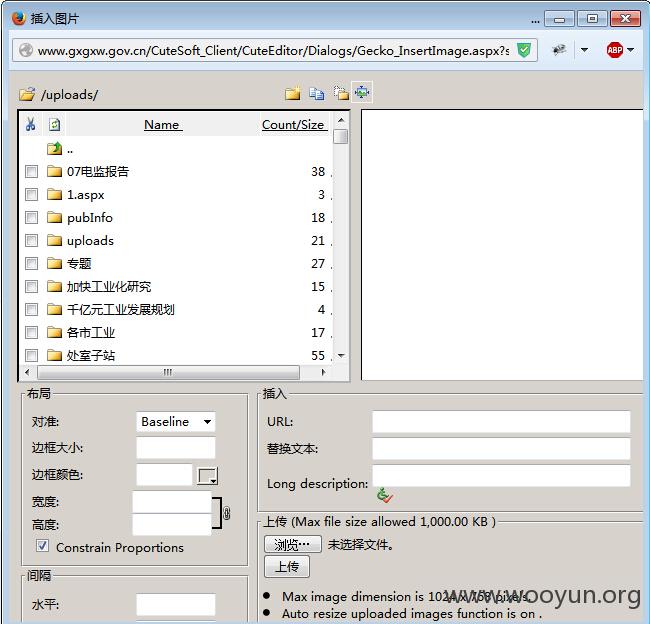 插入图片
...
www.gxgxw.gov.cn/CuteSoft_Client/CuteEditor/Dialogs/Gecko_InsertImage.aspx?s
ABP
/uploads/
Name Count/Size
..
07电监报告 38
1.aspx 3
pubInfo 18
uploads 21
专题 27
加快工业化研究 15
千亿元工业发展规划 4
各市工业 17
处室子站 55
布局
对准: Baseline
边框大小:
边框颜色:
宽度:
高度:
Constrain Proportions
间隔
水平:
插入
URL:
替换文本:
Long description:
上传 (Max file size allowed 1,000.00 KB )
浏览… 未选择文件。
上传
Max image dimension is 1024 x 768 pixels.
www.wooyun.org
Auto resize uploaded images function is on .